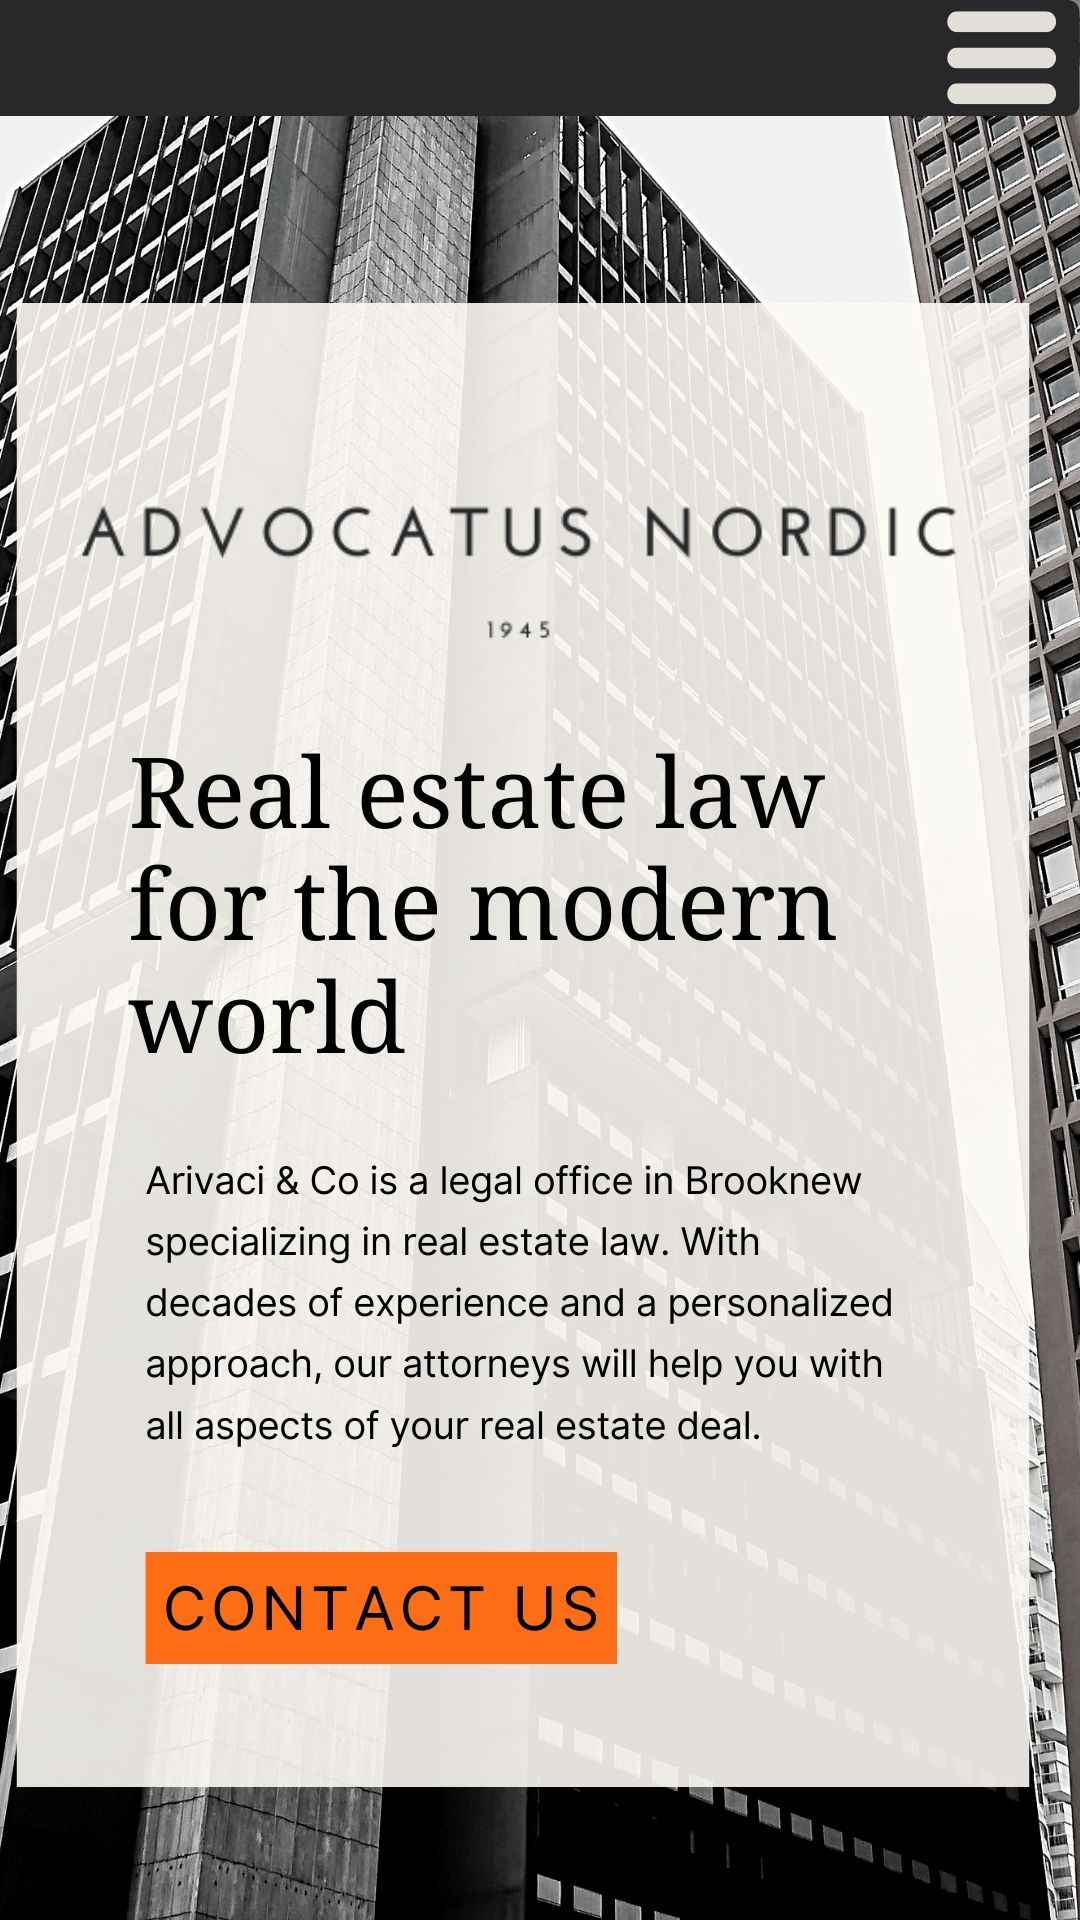 ADVOCATUS NORDIC
1945
Real estate law
for the modern
world
Arivaci & Co is a legal office in Brooknew
specializing in real estate law. With
decades of experience and a personalized
approach, our attorneys will help you with
all aspects of your real estate deal.
CONTACT US